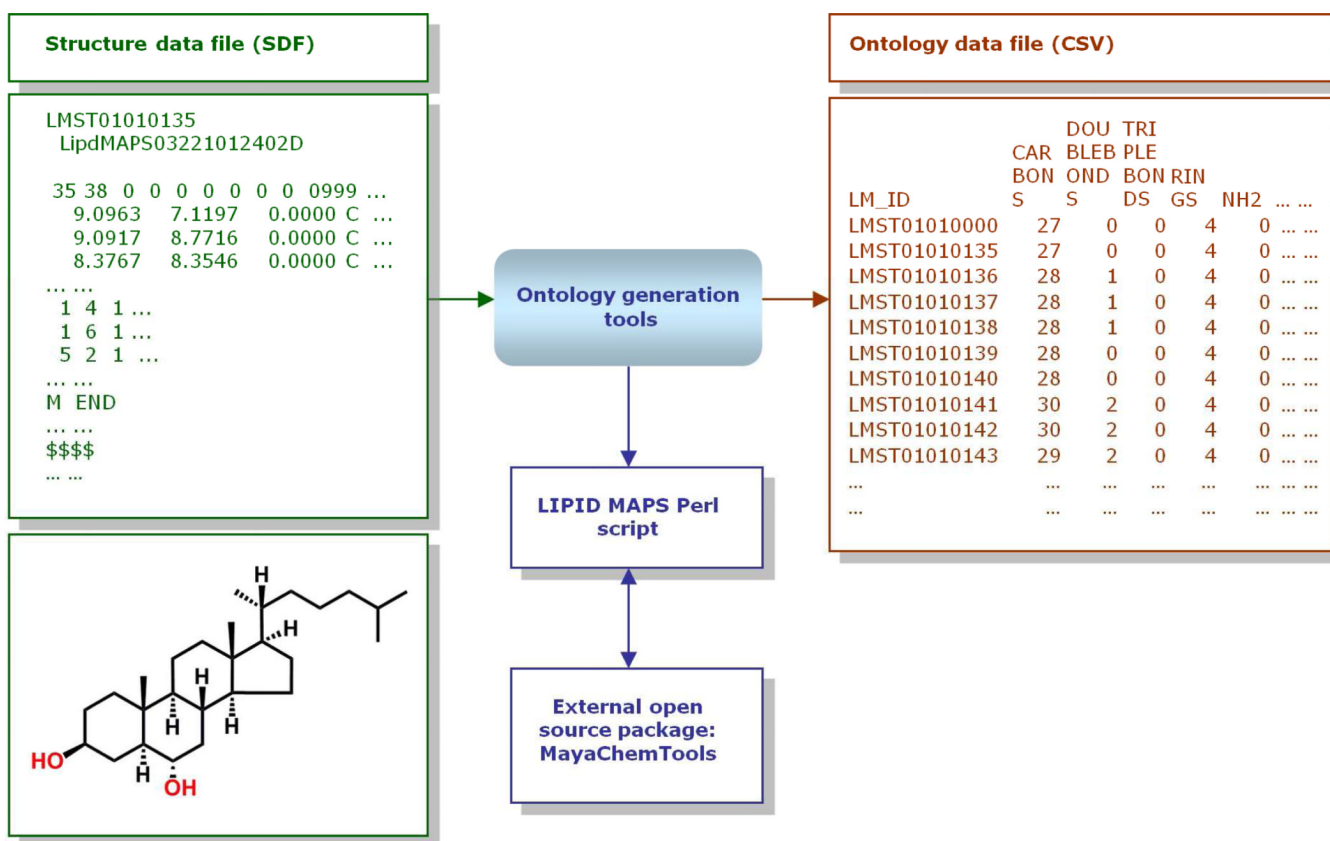 Structure data file (SDF)
LMST01010135
LipdMAPS03221012402D
35 38 0 0 0 0 0 0 0 0999 ...
9.0963 7.1197 0.0000 C ...
9.0917 8.7716 0.0000 C ...
8.3767 8.3546 0.0000 C ...
... ...
1 4 1 ...
1 6 1 ...
5 2 1 ...
... ...
M END
... ...
$$$$
... ...
H
H
H
H
H
H
HO
OH
Ontology generation
tools
LIPID MAPS Perl
script
External open
source package:
MayaChemTools
Ontology data file (CSV)
DOU TRI
CAR BLEB PLE
BON OND BON RIN
LM_ID S S DS GS NH2 ... ...
LMST01010000 27 0 0 4 0 ... ...
LMST01010135 27 0 0 4 0 ... ...
LMST01010136 28 1 0 4 0 ... ...
LMST01010137 28 1 0 4 0 ... ...
LMST01010138 28 1 0 4 0 ... ...
LMST01010139 28 0 0 4 0 ... ...
LMST01010140 28 0 0 4 0 ... ...
LMST01010141 30 2 0 4 0 ... ...
LMST01010142 30 2 0 4 0 ... ...
LMST01010143 29 2 0 4 0 ... ...
... ... ... ... ... ... ... ...
... ... ... ... ... ... ... ...